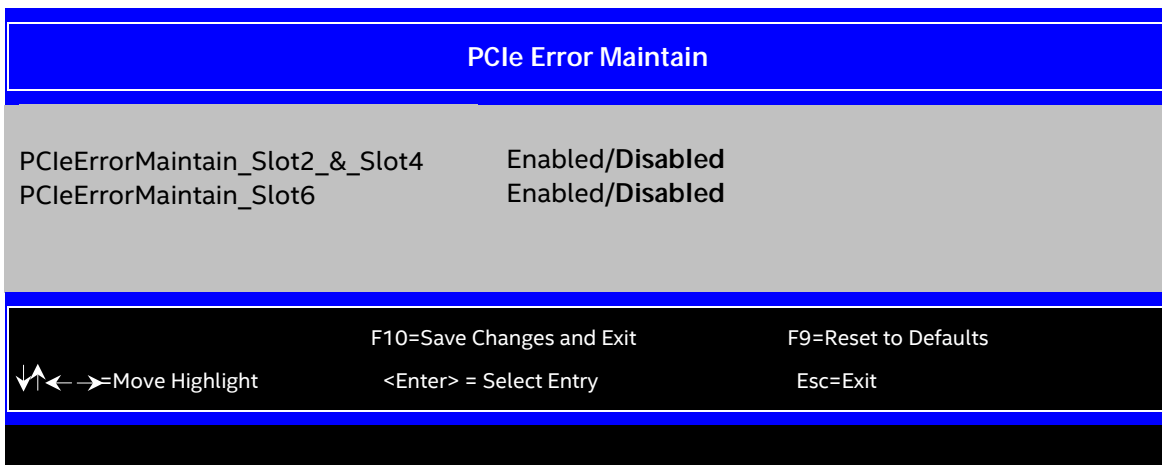 PCIe Error Maintain
PCIeErrorMaintain_Slot2_&_Slot4 Enabled/Disabled
PCIeErrorMaintain_Slot6 Enabled/Disabled
F10=Save Changes and Exit F9=Reset to Defaults
↓↑←→=Move Highlight <Enter> = Select Entry Esc=Exit